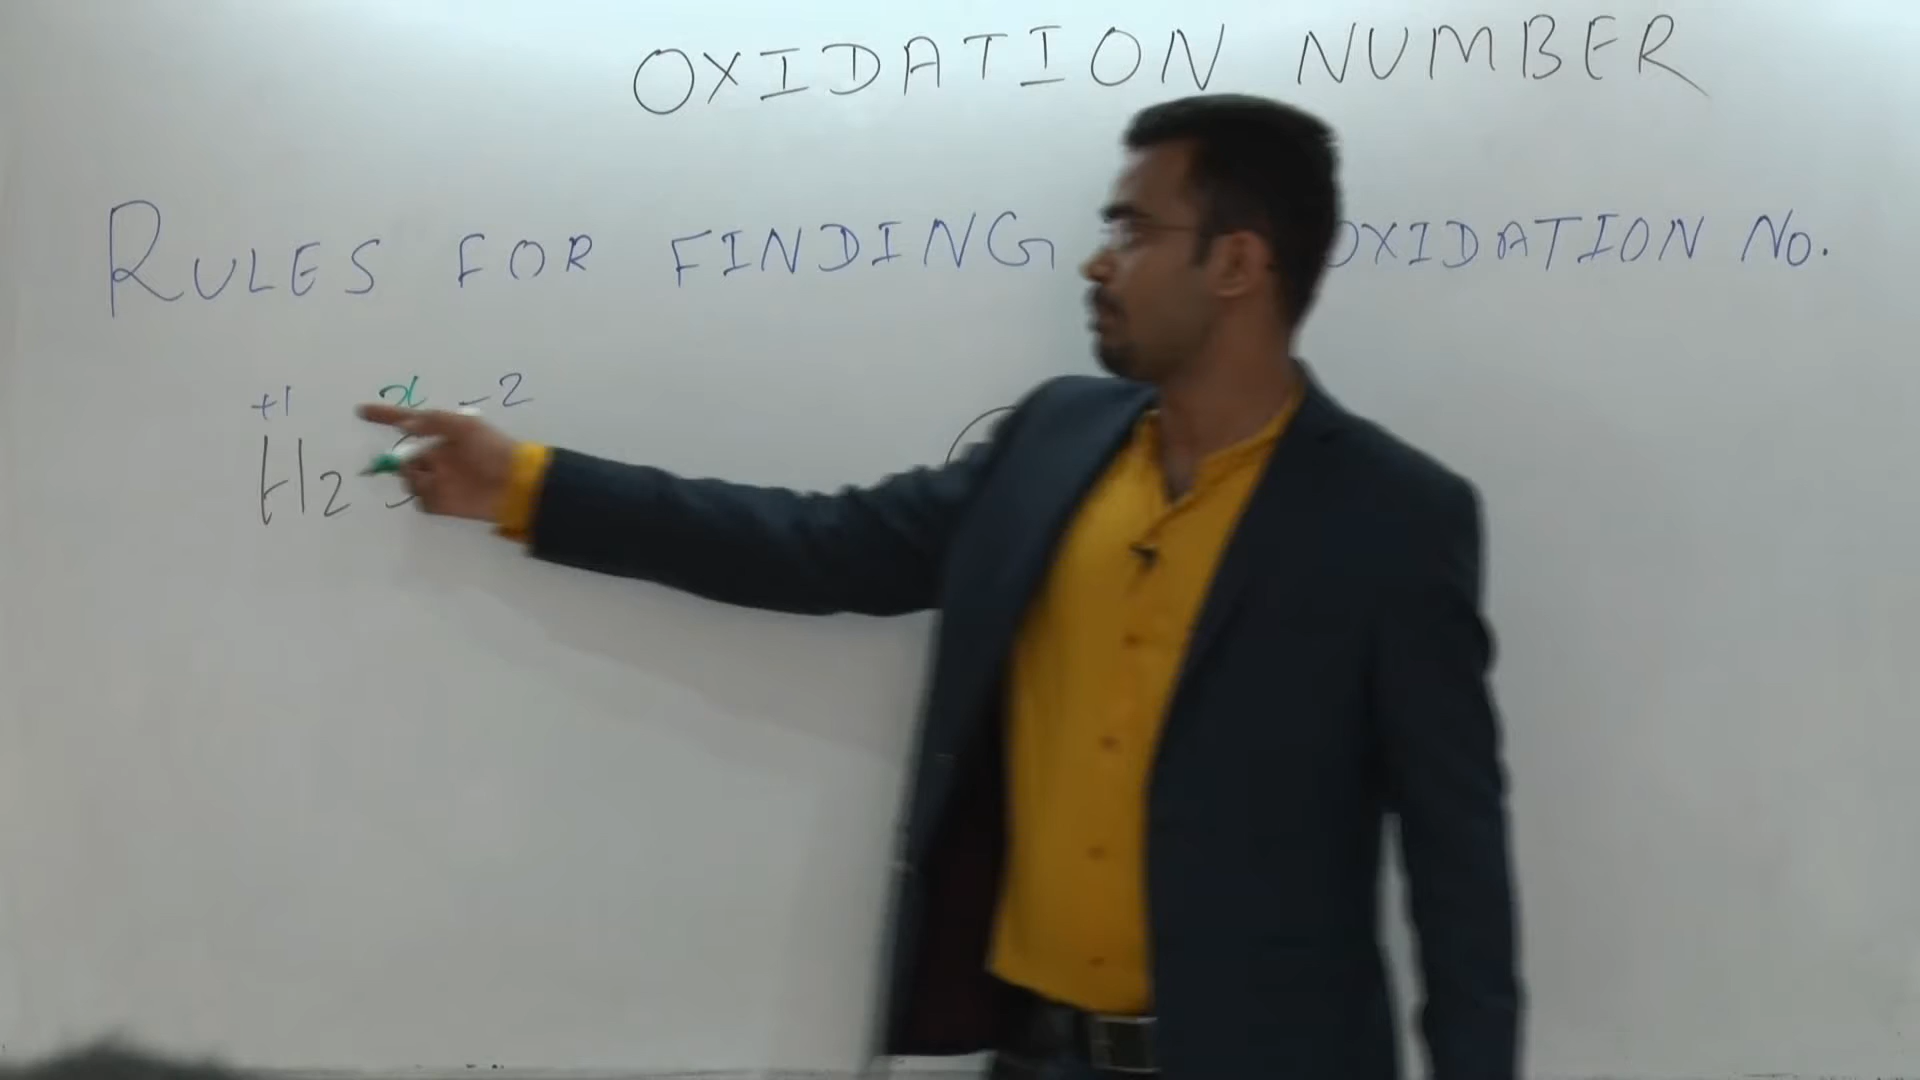 OXIDATION NUMBER
RULES FOR FINDING OXIDATION NO.
+1 x -2
H2